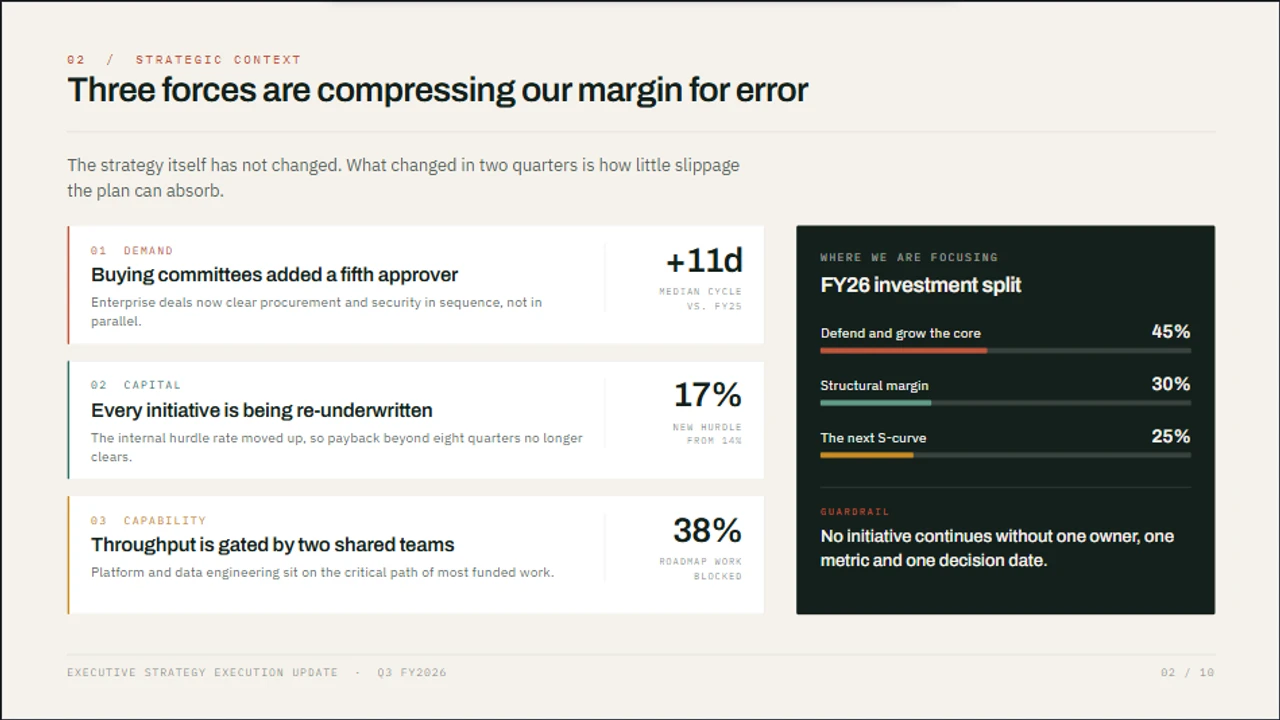 02 / STRATEGIC CONTEXT
Three forces are compressing our margin for error
The strategy itself has not changed. What changed in two quarters is how little slippage
the plan can absorb.
01 DEMAND
Buying committees added a fifth approver
Enterprise deals now clear procurement and security in sequence, not in
parallel.
+11d
MEDIAN CYCLE
VS. FY25
02 CAPITAL
Every initiative is being re-underwritten
The internal hurdle rate moved up, so payback beyond eight quarters no longer
clears.
17%
NEW HURDLE
FROM 14%
03 CAPABILITY
Throughput is gated by two shared teams
Platform and data engineering sit on the critical path of most funded work.
38%
ROADMAP WORK
BLOCKED
WHERE WE ARE FOCUSING
FY26 investment split
Defend and grow the core 45%
Structural margin 30%
The next S-curve 25%
GUARDRAIL
No initiative continues without one owner, one
metric and one decision date.
EXECUTIVE STRATEGY EXECUTION UPDATE · Q3 FY2026
02 / 10